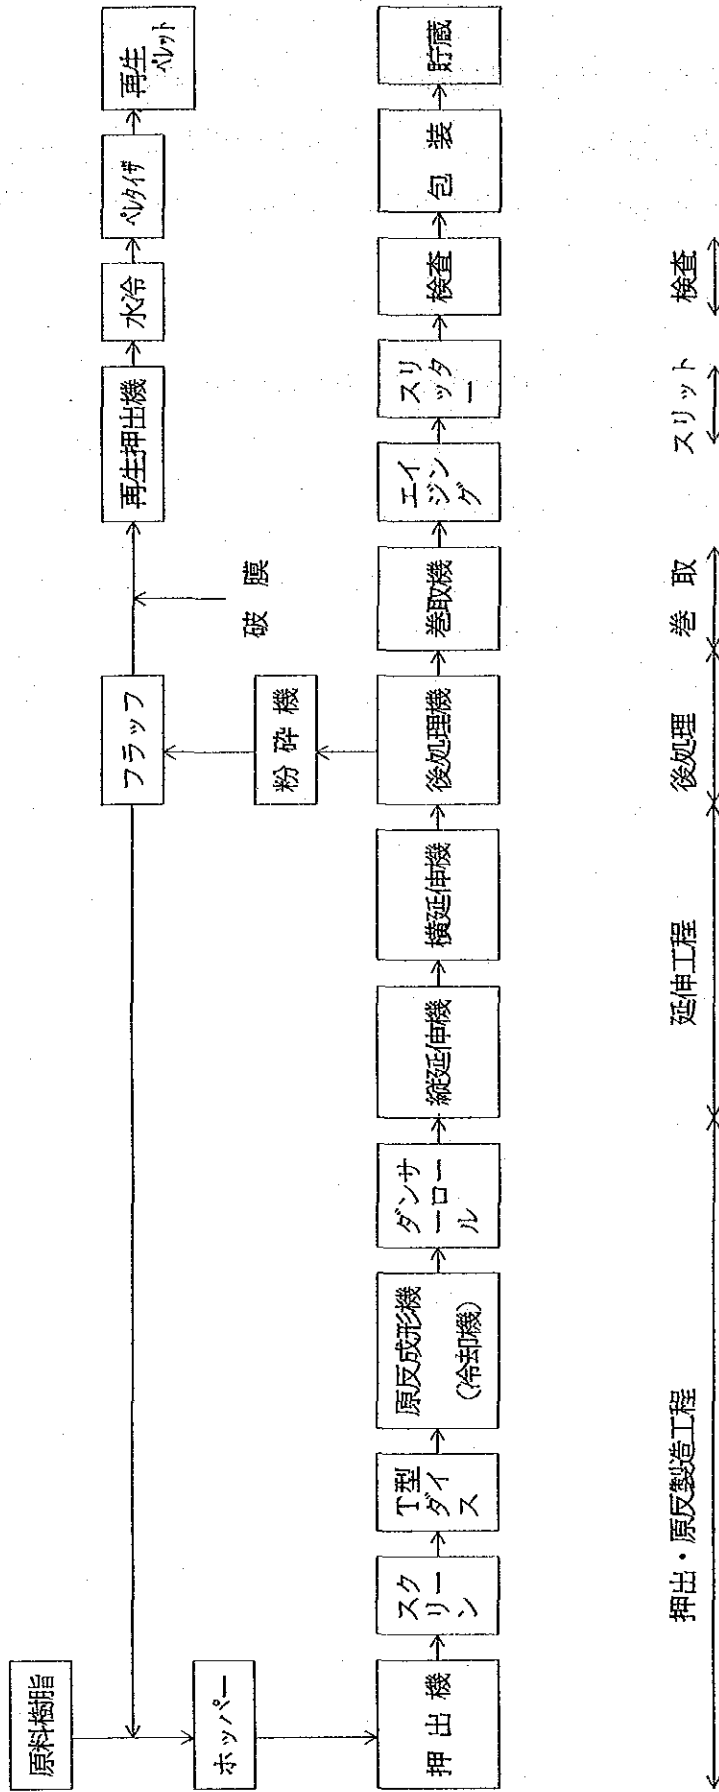 原料樹脂
ホッパー
押出機
スク
リーン
T型
ダイ
ス
原反成形機
(冷却機)
ダンサ
ーロー
ル
縦延伸機
横延伸機
後処理機
巻取機
エイ
ジン
グ
スリ
ッタ
ー
検査
包装
貯蔵
粉砕機
フラッフ
破膜
再生押出機
水冷
ペレタイザ
再生
ペレット
押出・原反製造工程
延伸工程
後処理
巻取
スリット
検査